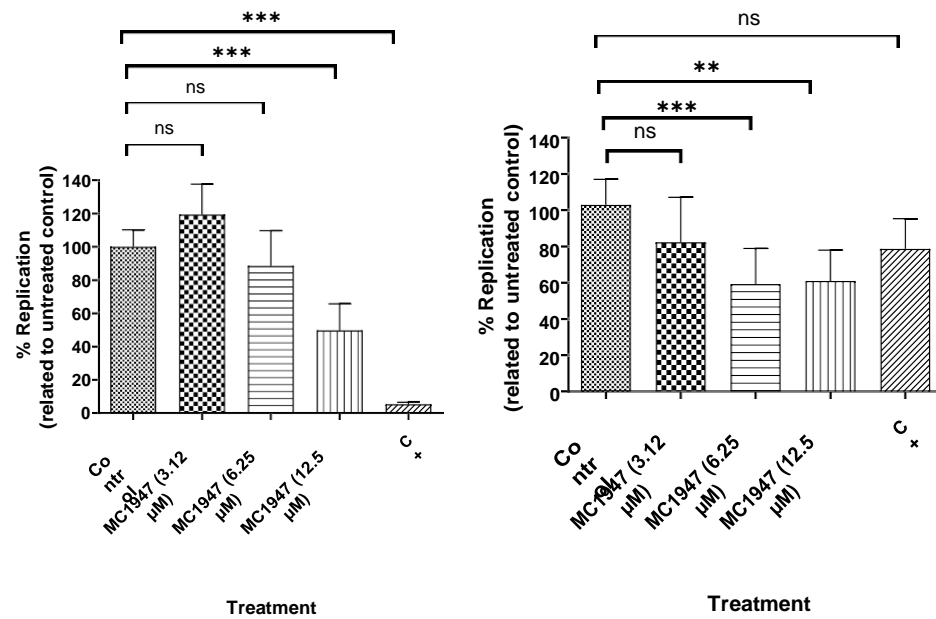 ***
***
ns
ns
% Replication
(related to untreated control)
140
120
100
80
60
40
20
0
Co
ntr
ol
MC1947 (3.12
µM)
MC1947 (6.25
µM)
MC1947 (12.5
µM)
C
+
Treatment
ns
**
***
ns
% Replication
(related to untreated control)
140
120
100
80
60
40
20
0
Co
ntr
ol
MC1947 (3.12
µM)
MC1947 (6.25
µM)
MC1947 (12.5
µM)
C
+
Treatment